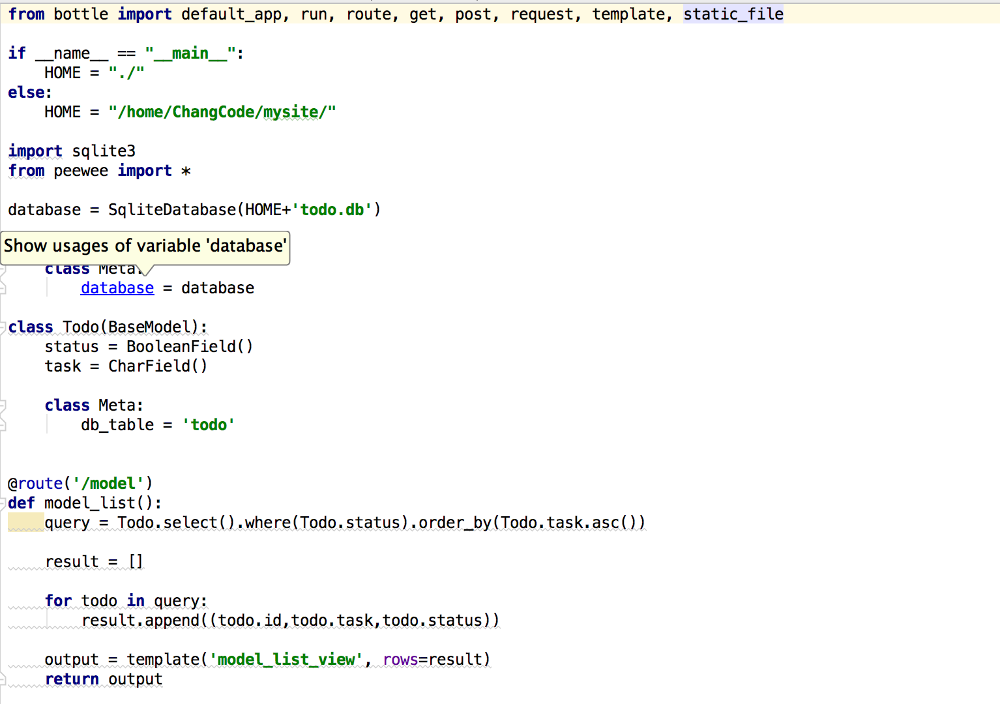 from bottle import default_app, run, route, get, post, request, template, static_file
if __name__ == "__main__":
    HOME = "./"
else:
    HOME = "/home/ChangCode/mysite/"
import sqlite3
from peewee import *
database = SqliteDatabase(HOME+'todo.db')
Show usages of variable 'database'
    class Meta:
        database = database
class Todo(BaseModel):
    status = BooleanField()
    task = CharField()
    class Meta:
        db_table = 'todo'
@route('/model')
def model_list():
    query = Todo.select().where(Todo.status).order_by(Todo.task.asc())
    result = []
    for todo in query:
        result.append((todo.id,todo.task,todo.status))
    output = template('model_list_view', rows=result)
    return output